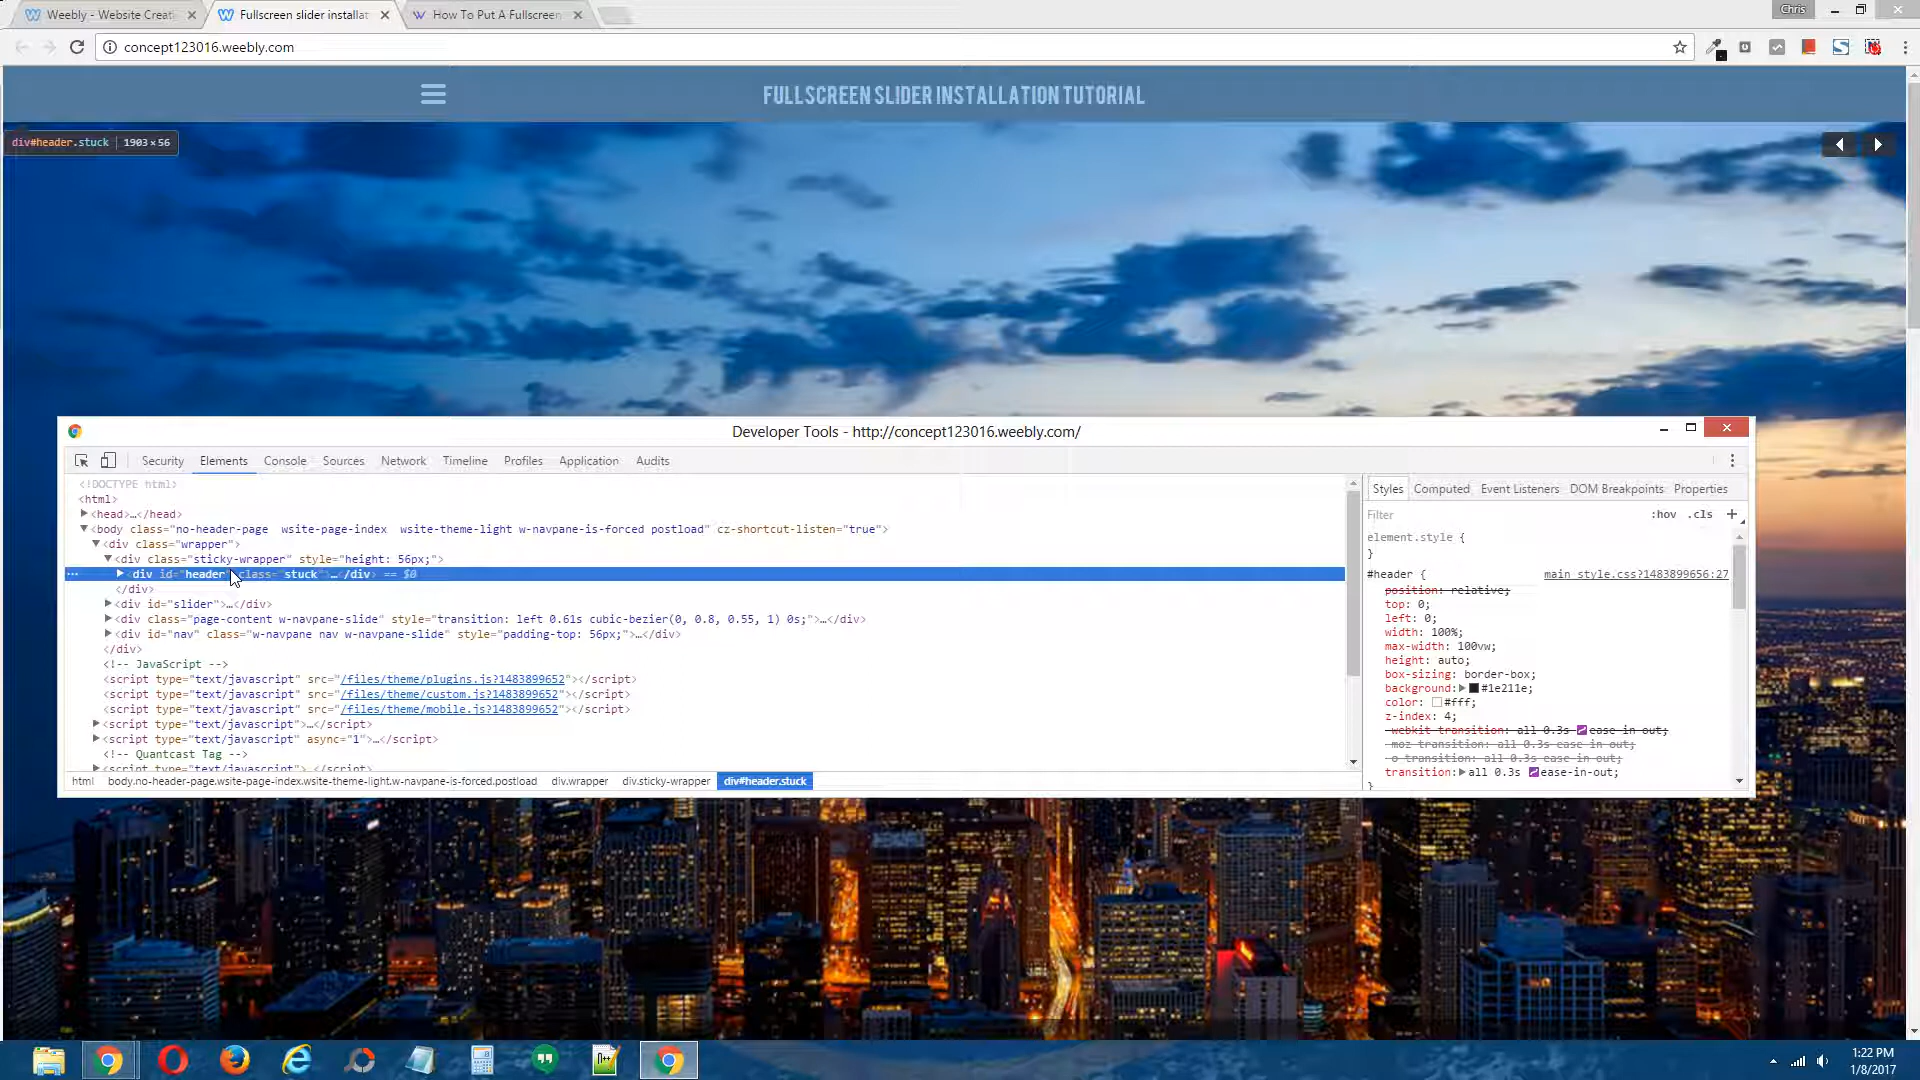 Weebly - Website Creati
Fullscreen slider installat
How To Put A Fullscreen
Chris
concept123016.weebly.com
FULLSCREEN SLIDER INSTALLATION TUTORIAL
div#header.stuck | 1903×56
Developer Tools - http://concept123016.weebly.com/
Security Elements Console Sources Network Timeline Profiles Application Audits
<!DOCTYPE html>
<html>
<head>…</head>
<body class="no-header-page  wsite-page-index  wsite-theme-light w-navpane-is-forced postload" cz-shortcut-listen="true">
<div class="wrapper">
<div class="sticky-wrapper" style="height: 56px;">
<div id="header" class="stuck">…</div> == $0
</div>
<div id="slider">…</div>
<div class="page-content w-navpane-slide" style="transition: left 0.61s cubic-bezier(0, 0.8, 0.55, 1) 0s;">…</div>
<div id="nav" class="w-navpane nav w-navpane-slide" style="padding-top: 56px;">…</div>
</div>
<!-- JavaScript -->
<script type="text/javascript" src="/files/theme/plugins.js?1483899652"></script>
<script type="text/javascript" src="/files/theme/custom.js?1483899652"></script>
<script type="text/javascript" src="/files/theme/mobile.js?1483899652"></script>
<script type="text/javascript">…</script>
<script type="text/javascript" async="1">…</script>
<!-- Quantcast Tag -->
<script type="text/javascript">…</script>
html body.no-header-page.wsite-page-index.wsite-theme-light.w-navpane-is-forced.postload div.wrapper div.sticky-wrapper div#header.stuck
Styles Computed Event Listeners DOM Breakpoints Properties
Filter :hov .cls +
element.style {
}
#header { main style.css?1483899656:27
position: relative;
top: 0;
left: 0;
width: 100%;
max-width: 100vw;
height: auto;
box-sizing: border-box;
background: #1e211e;
color: #fff;
z-index: 4;
-webkit-transition: all 0.3s ease-in-out;
-moz-transition: all 0.3s ease-in-out;
-o-transition: all 0.3s ease-in-out;
transition: all 0.3s ease-in-out;
}
1:22 PM
1/8/2017